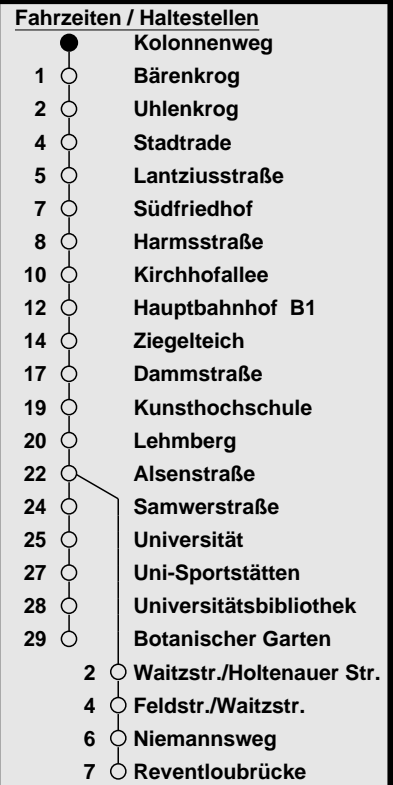 Fahrzeiten / Haltestellen
Kolonnenweg
1 Bärenkrog
2 Uhlenkrog
4 Stadtrade
5 Lantziusstraße
7 Südfriedhof
8 Harmsstraße
10 Kirchhofallee
12 Hauptbahnhof B1
14 Ziegelteich
17 Dammstraße
19 Kunsthochschule
20 Lehmberg
22 Alsenstraße
24 Samwerstraße
25 Universität
27 Uni-Sportstätten
28 Universitätsbibliothek
29 Botanischer Garten
2 Waitzstr./Holtenauer Str.
4 Feldstr./Waitzstr.
6 Niemannsweg
7 Reventloubrücke